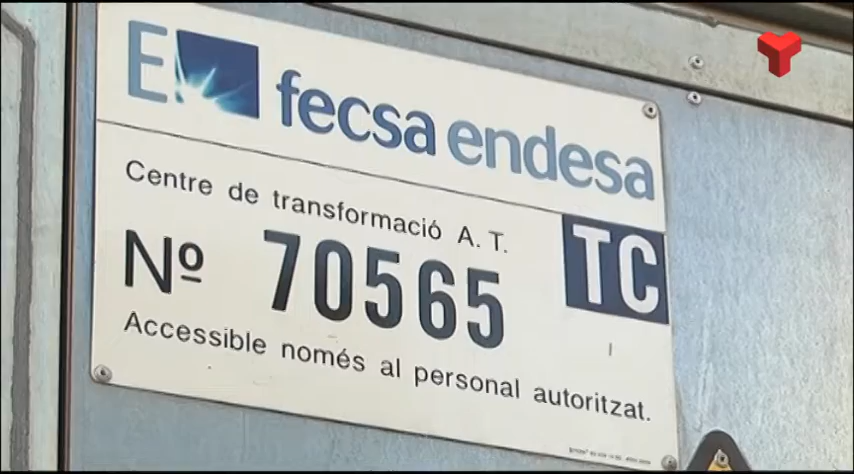 E fecsa endesa
Centre de transformació A. T.
Nº 70565
TC
Accessible només al personal autoritzat.